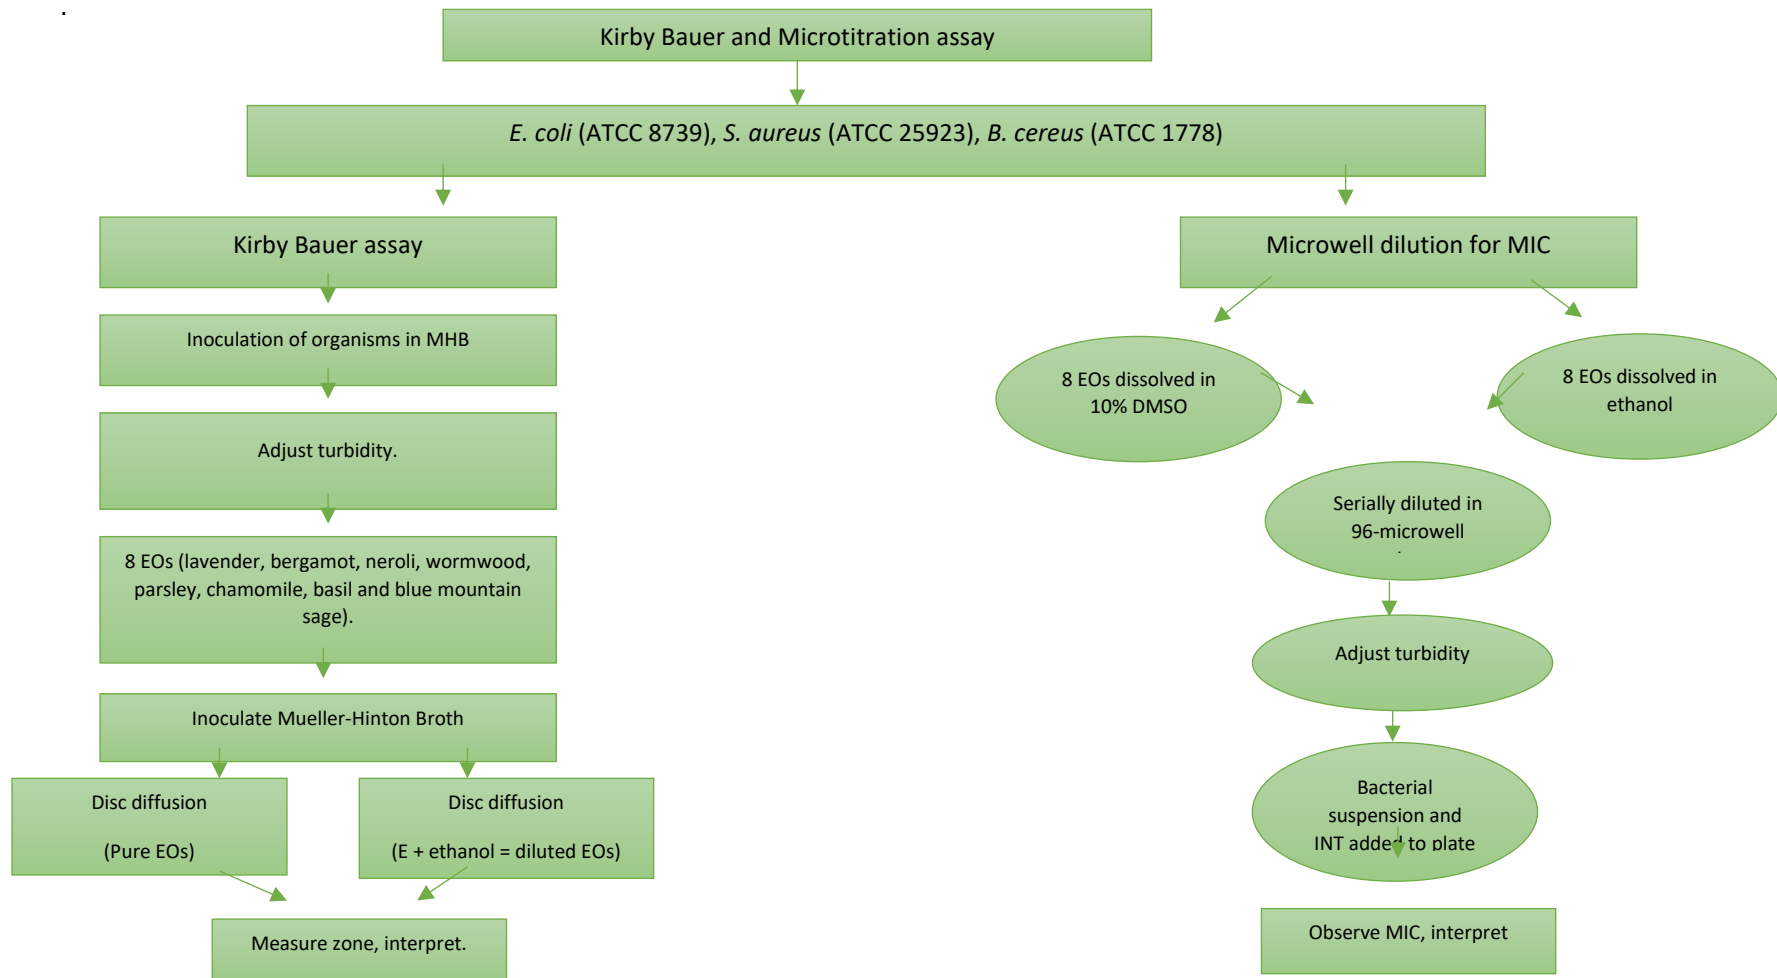 .
Kirby Bauer and Microtitration assay
E. coli (ATCC 8739), S. aureus (ATCC 25923), B. cereus (ATCC 1778)
Kirby Bauer assay
Inoculation of organisms in MHB
Adjust turbidity.
8 EOs (lavender, bergamot, neroli, wormwood,
parsley, chamomile, basil and blue mountain
sage).
Inoculate Mueller-Hinton Broth
Disc diffusion
(Pure EOs)
Disc diffusion
(E + ethanol = diluted EOs)
Measure zone, interpret.
Microwell dilution for MIC
8 EOs dissolved in
10% DMSO
8 EOs dissolved in
ethanol
Serially diluted in
96-microwell
Adjust turbidity
Bacterial
suspension and
INT added to plate
Observe MIC, interpret